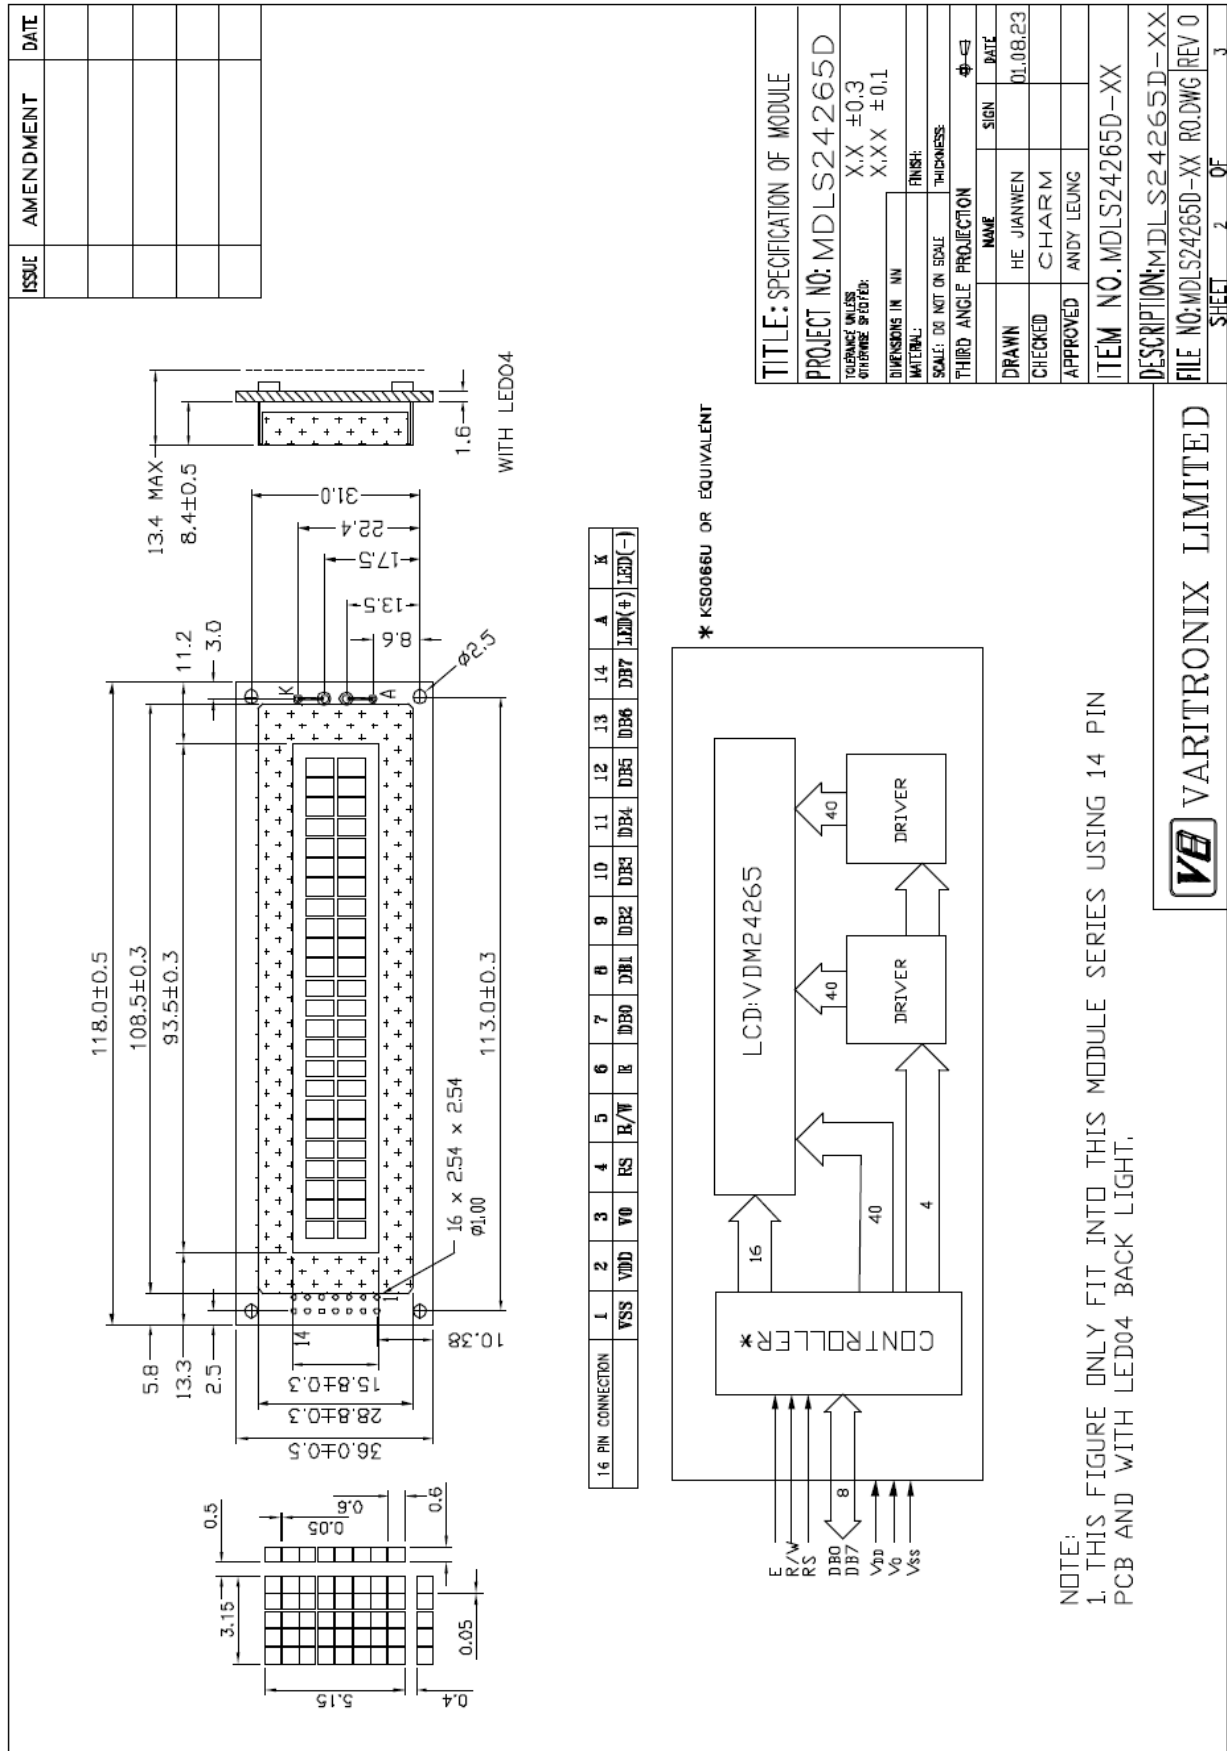 ISSUE AMENDMENT DATE
13.4 MAX
8.4±0.5
1.6
WITH LED04
118.0±0.5
108.5±0.3
93.5±0.3
11.2
3.0
5.8
13.3
2.5
31.0
22.4
17.5
13.5
8.6
ø2.5
K
A
14
1
113.0±0.3
16 x 2.54 x 2.54
ø1.00
10.38
15.8±0.3
28.8±0.3
36.0±0.5
0.5
0.05
0.6
0.6
3.15
5.15
0.4
0.05
16 PIN CONNECTION 1 2 3 4 5 6 7 8 9 10 11 12 13 14 A K
VSS VDD V0 RS R/W E DB0 DB1 DB2 DB3 DB4 DB5 DB6 DB7 LED(+) LED(-)
* KS0066U OR EQUIVALENT
LCD:VDM24265
16
40
40
40
4
DRIVER
DRIVER
CONTROLLER*
E
R/W
RS
DB0
DB7
8
VDD
V0
VSS
NOTE:
1. THIS FIGURE ONLY FIT INTO THIS MODULE SERIES USING 14 PIN
PCB AND WITH LED04 BACK LIGHT.
TITLE: SPECIFICATION OF MODULE
PROJECT NO: MDLS24265D
TOLERANCE UNLESS
OTHERWISE SPECIFIED:
X.X ±0.3
X.XX ±0.1
DIMENSIONS IN
MATERIAL:
FINISH:
SCALE: DO NOT ON SCALE
THICKNESS:
THIRD ANGLE PROJECTION
NAME SIGN DATE
DRAWN HE JIANWEN 01.08.23
CHECKED CHARM
APPROVED ANDY LEUNG
ITEM NO. MDLS24265D-XX
DESCRIPTION: MDLS24265D-XX
FILE NO:MDLS24265D-XX R0.DWG REV 0
SHEET 2 OF 3
VARITRONIX LIMITED